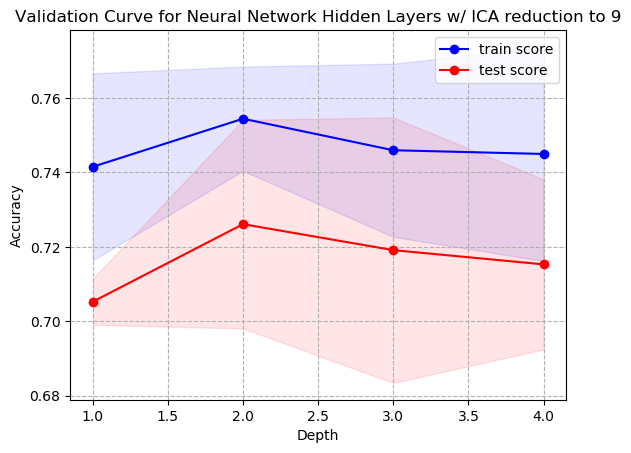 Validation Curve for Neural Network Hidden Layers w/ ICA reduction to 9
train score
test score
0.76
0.74
0.72
0.70
0.68
Accuracy
1.0 1.5 2.0 2.5 3.0 3.5 4.0
Depth